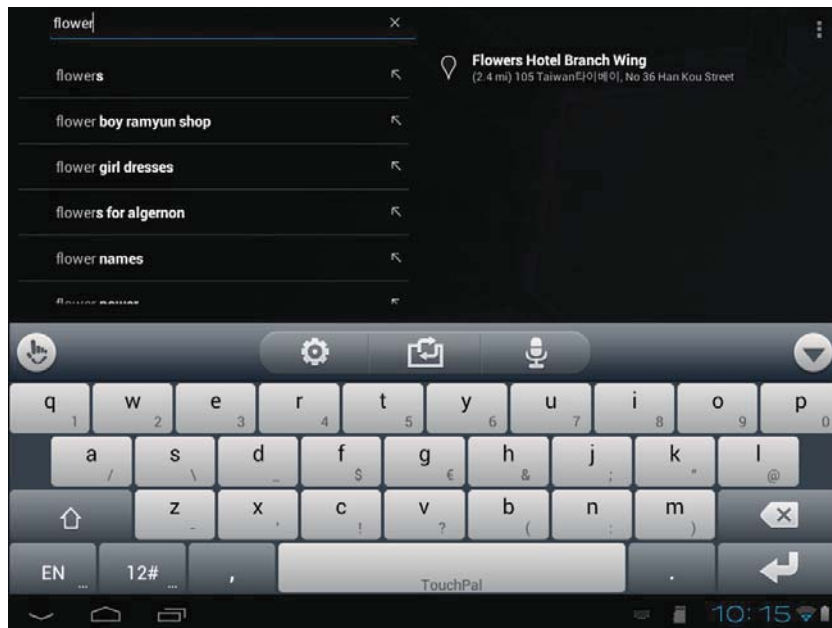 flower
flowers
flower boy ramyun shop
flower girl dresses
flowers for algernon
flower names
flower power
Flowers Hotel Branch Wing
(2.4 mi) 105 Taiwan타이베이, No 36 Han Kou Street
q 1 w 2 e 3 r 4 t 5 y 6 u 7 i 8 o 9 p 0
a / s \ d _ f $ g € h & j ; k " l @
z - x ' c ! v ? b ( n : m )
EN ... 12# ... , TouchPal .
10:15